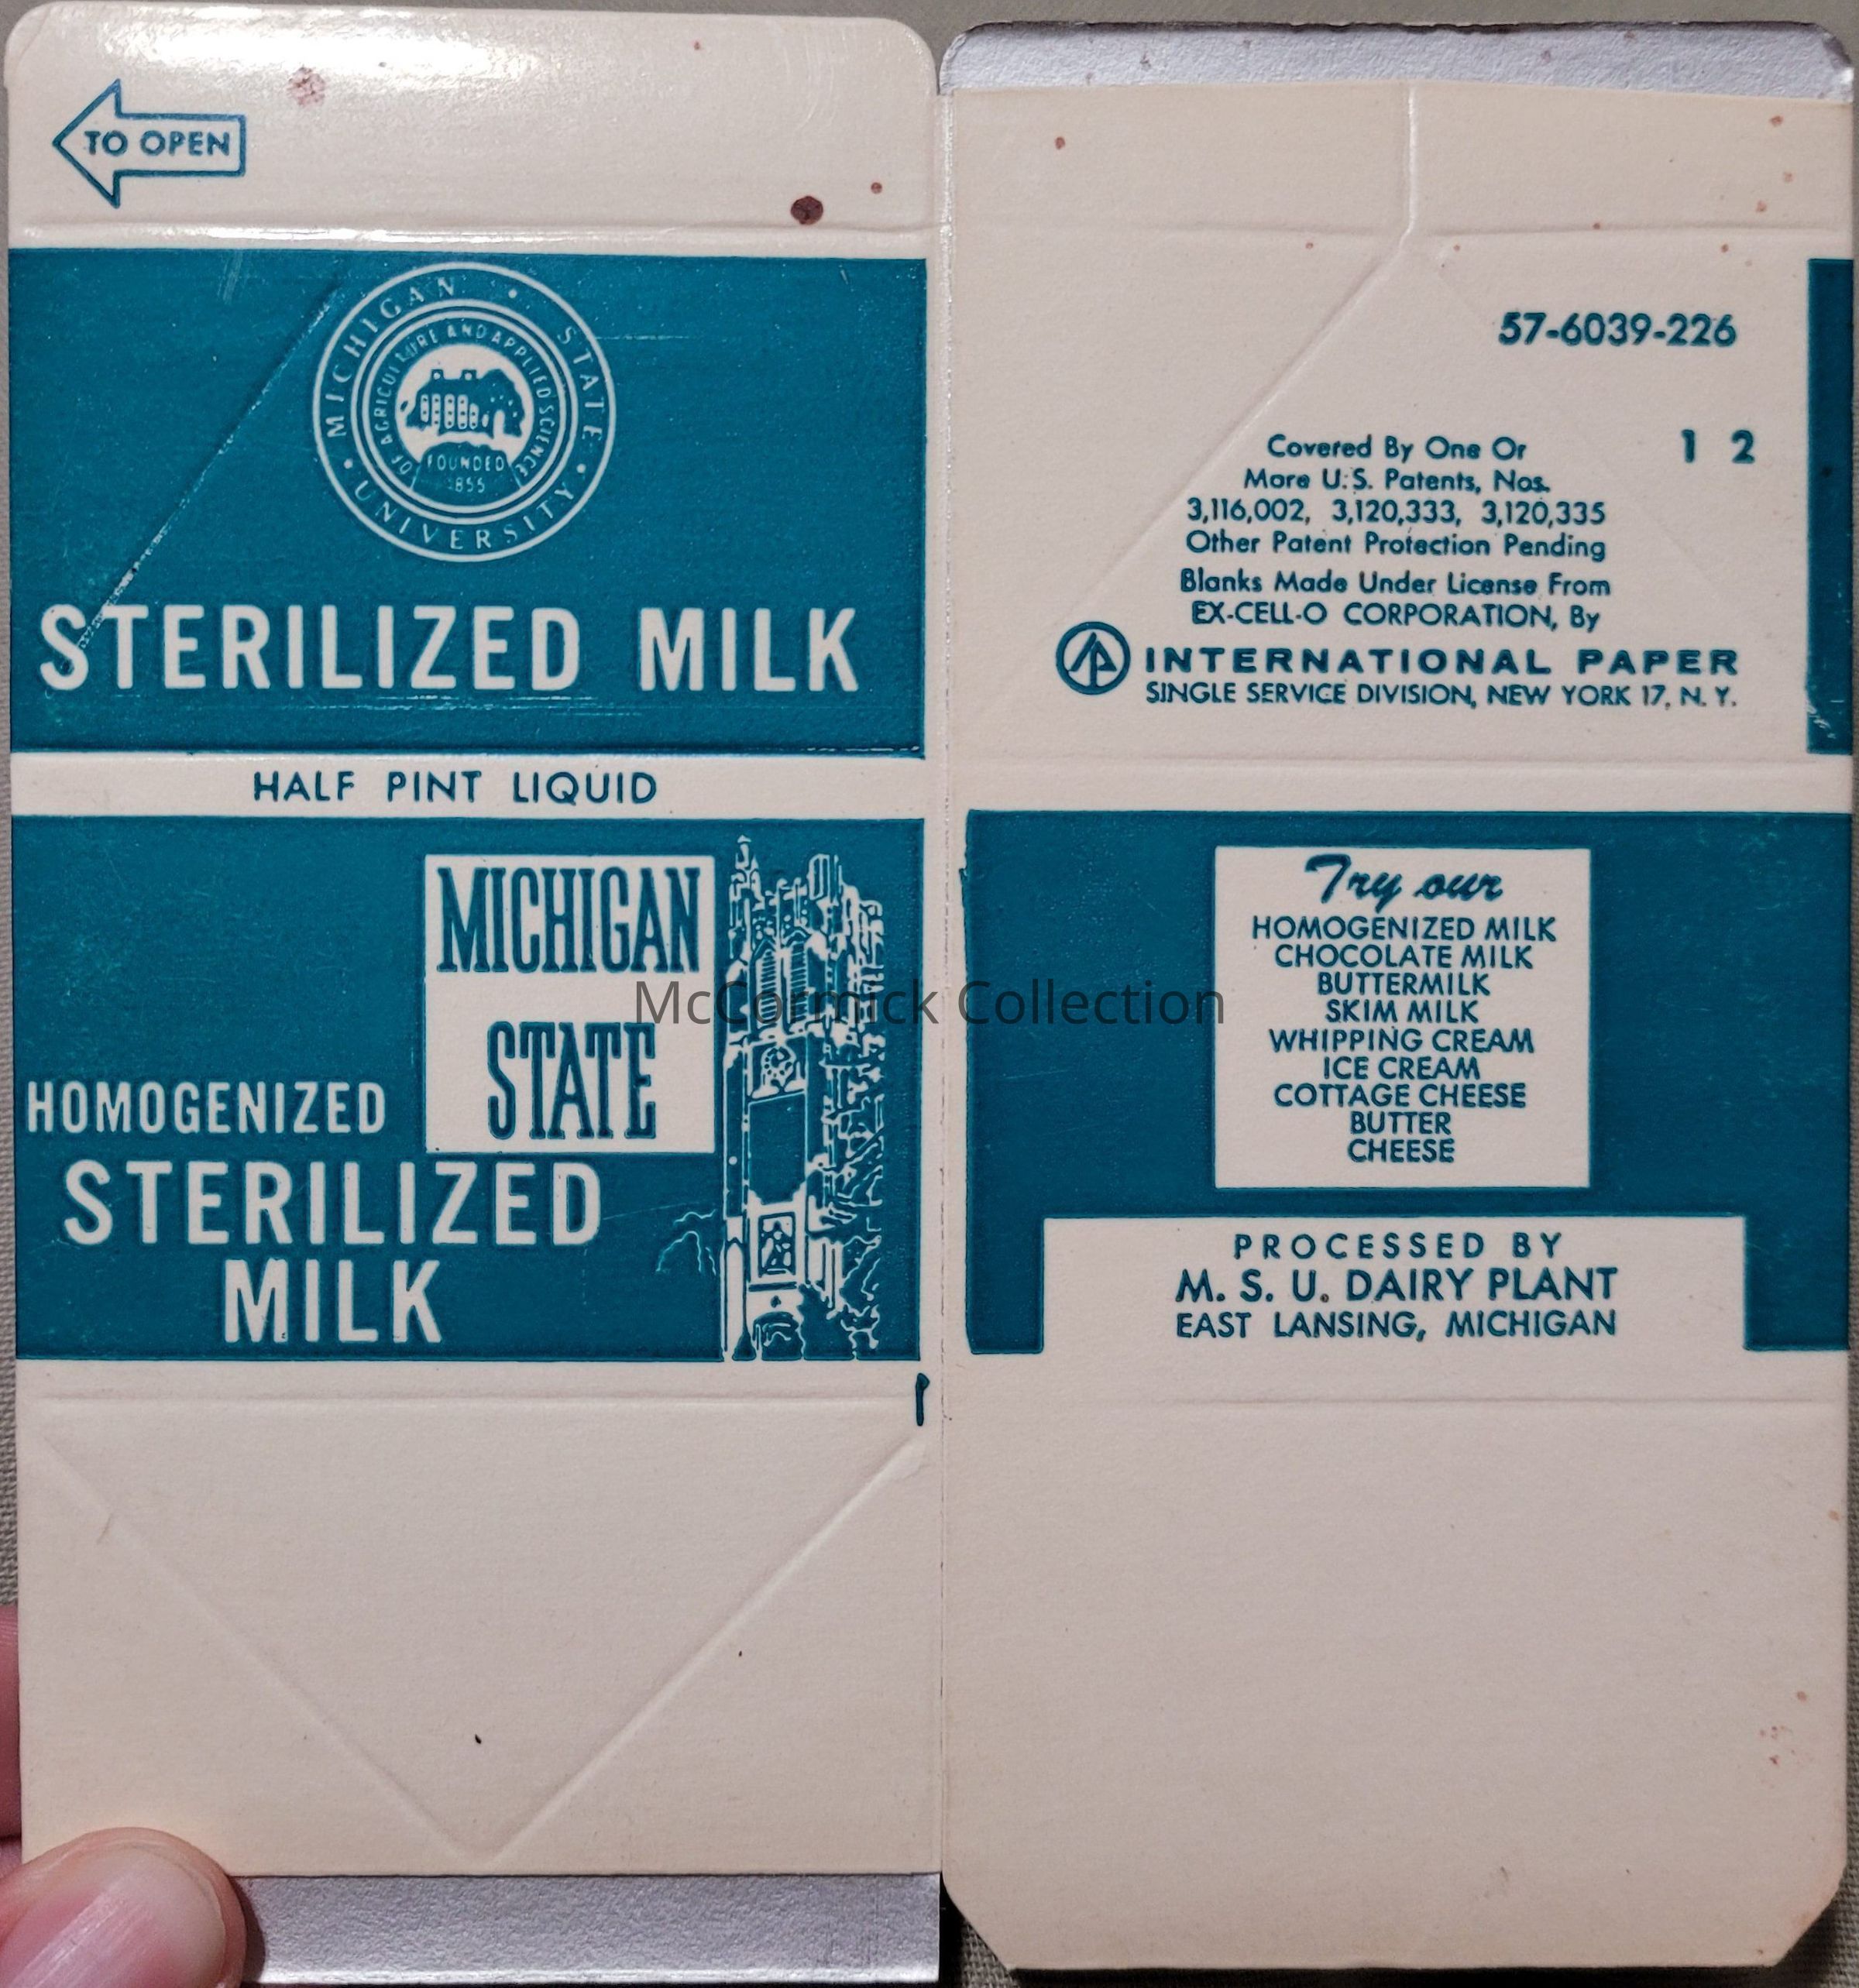 TO OPEN
MICHIGAN • STATE • UNIVERSITY •
OF AGRICULTURE AND APPLIED SCIENCE
FOUNDED
1855
STERILIZED MILK
HALF PINT LIQUID
MICHIGAN
STATE
HOMOGENIZED
STERILIZED
MILK
57-6039-226
1 2
Covered By One Or
More U.S. Patents, Nos.
3,116,002, 3,120,333, 3,120,335
Other Patent Protection Pending
Blanks Made Under License From
EX-CELL-O CORPORATION, By
INTERNATIONAL PAPER
SINGLE SERVICE DIVISION, NEW YORK 17, N. Y.
Try our
HOMOGENIZED MILK
CHOCOLATE MILK
BUTTERMILK
SKIM MILK
WHIPPING CREAM
ICE CREAM
COTTAGE CHEESE
BUTTER
CHEESE
PROCESSED BY
M. S. U. DAIRY PLANT
EAST LANSING, MICHIGAN
McCormick Collection